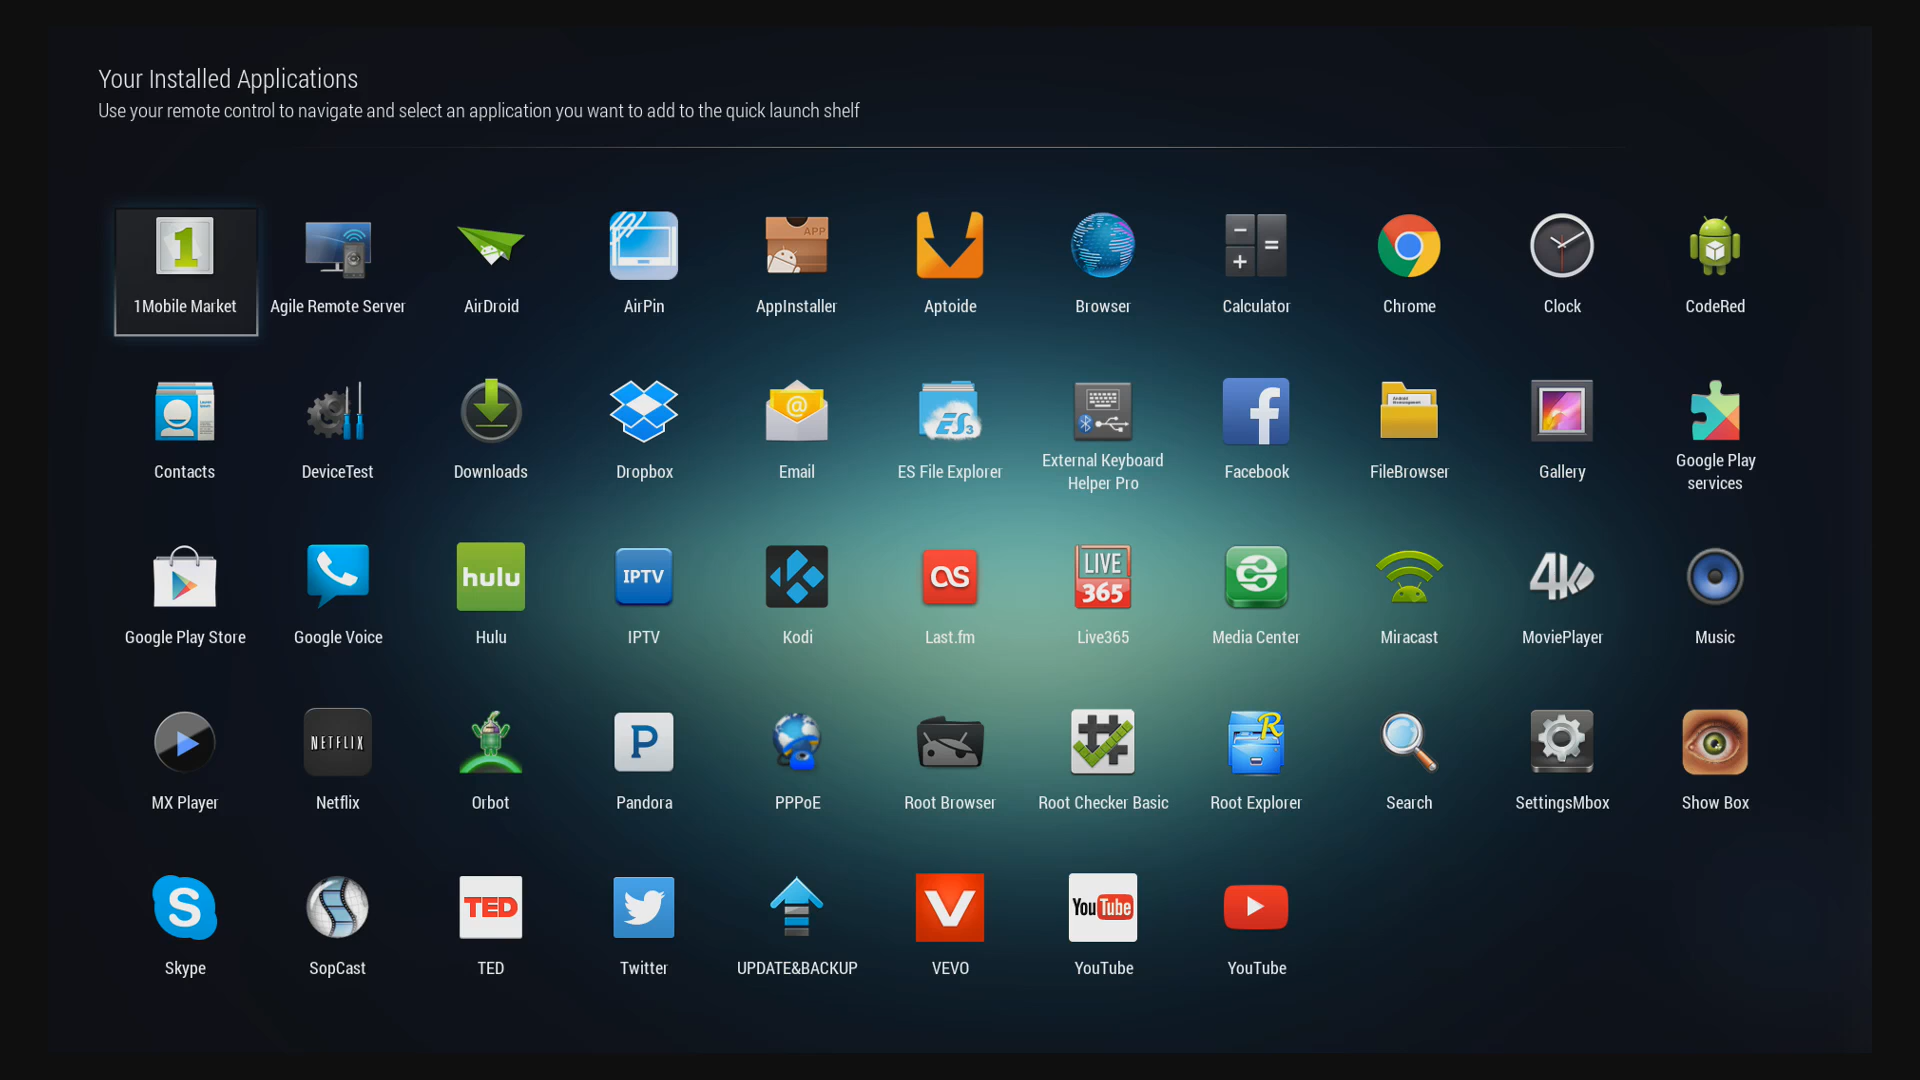 Your Installed Applications
Use your remote control to navigate and select an application you want to add to the quick launch shelf
1
APP
1Mobile Market
Agile Remote Server
AirDroid
AirPin
AppInstaller
Aptoide
Browser
Calculator
Chrome
Clock
CodeRed
@
ES3
f
Contacts
DeviceTest
Downloads
Dropbox
Email
ES File Explorer
External Keyboard
Helper Pro
Facebook
FileBrowser
Gallery
Google Play
services
hulu
IPTV
LIVE
365
4K
Google Play Store
Google Voice
Hulu
IPTV
Kodi
Last.fm
Live365
Media Center
Miracast
MoviePlayer
Music
NETFLIX
P
R
MX Player
Netflix
Orbot
Pandora
PPPoE
Root Browser
Root Checker Basic
Root Explorer
Search
SettingsMbox
Show Box
S
TED
V
YouTube
Skype
SopCast
TED
Twitter
UPDATE&BACKUP
VEVO
YouTube
YouTube